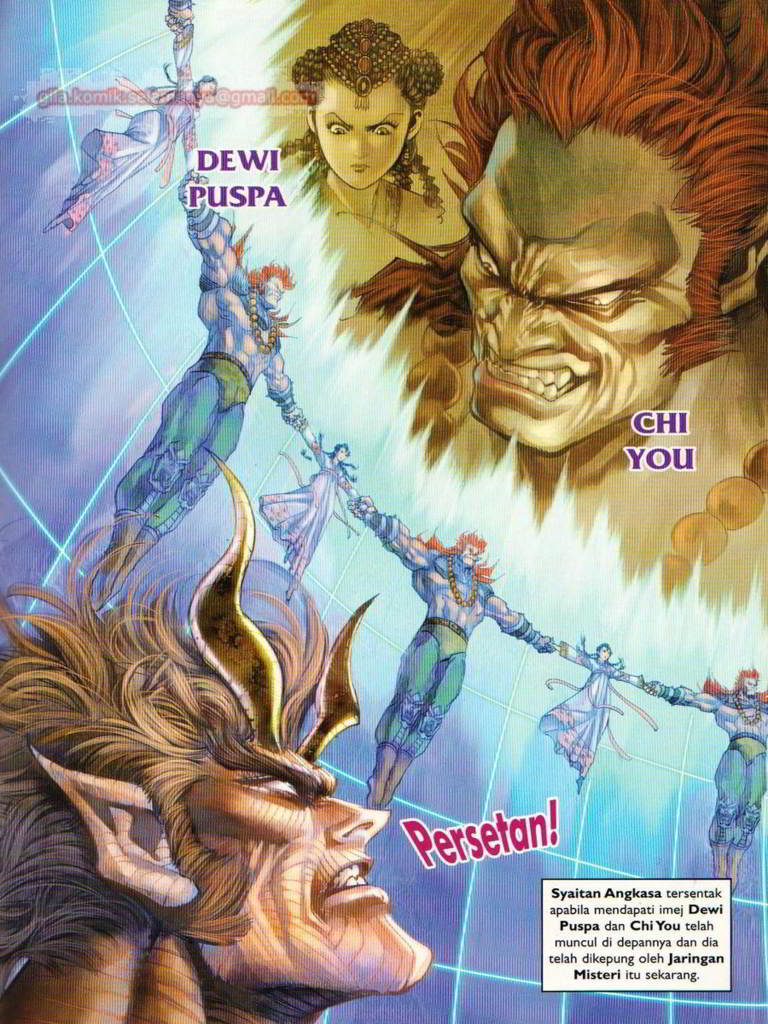 DEWI
PUSPA
CHI
YOU
Persetan!
Syaitan Angkasa tersentak
apabila mendapati imej Dewi
Puspa dan Chi You telah
muncul di depannya dan dia
telah dikepung oleh Jaringan
Misteri itu sekarang.